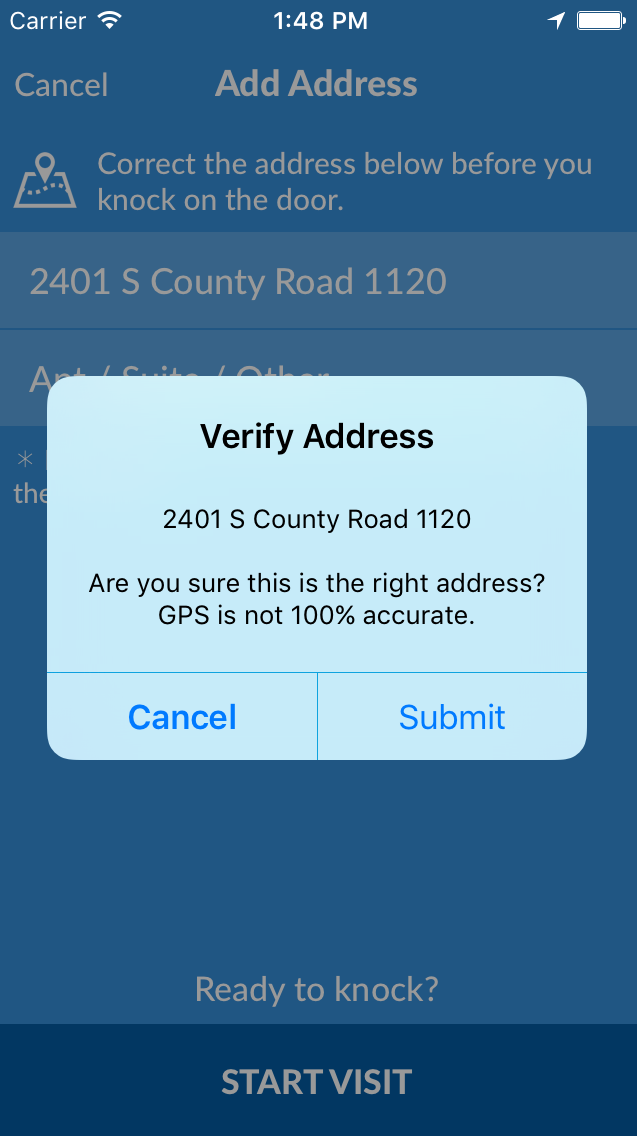 Carrier 1:48 PM
Cancel Add Address
Correct the address below before you
knock on the door.
2401 S County Road 1120
Apt / Suite / Other
*
the
Verify Address
2401 S County Road 1120
Are you sure this is the right address?
GPS is not 100% accurate.
Cancel Submit
Ready to knock?
START VISIT